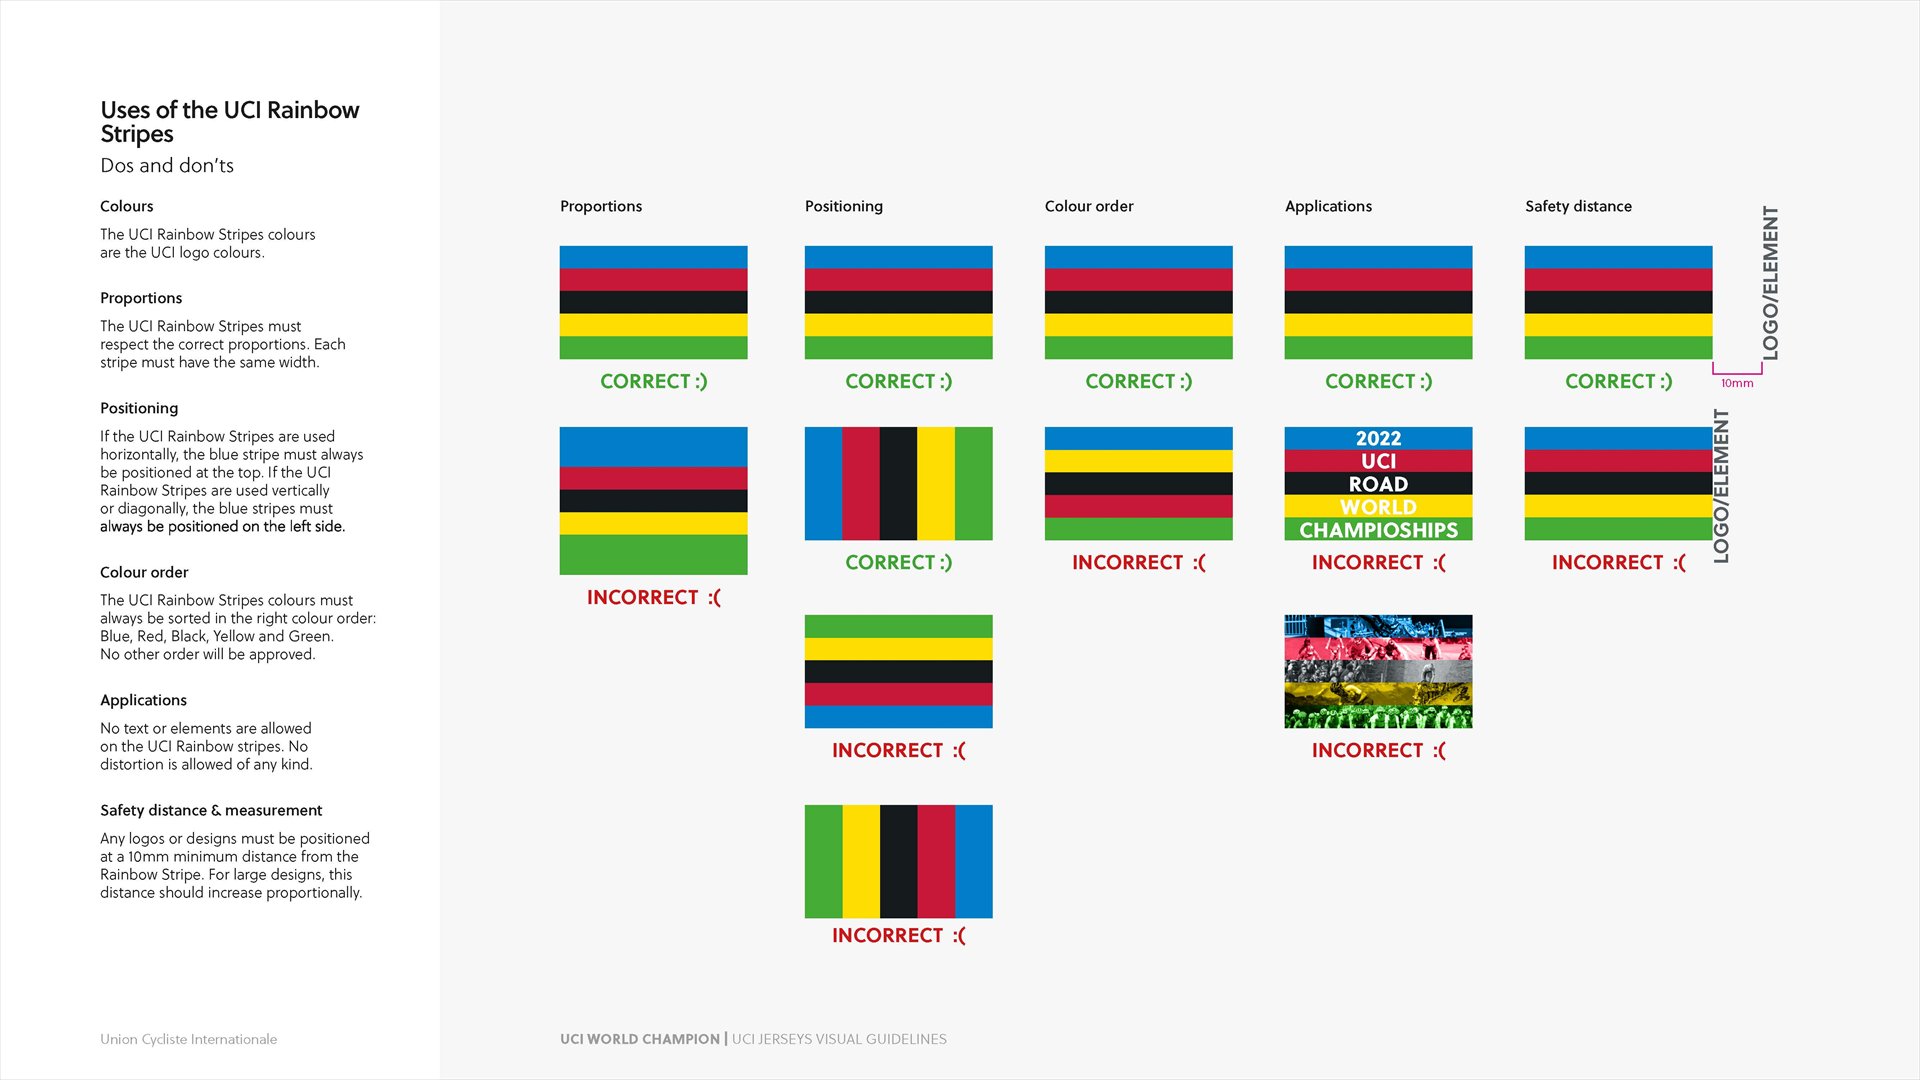 Uses of the UCI Rainbow
Stripes
Dos and don'ts
Colours
The UCI Rainbow Stripes colours
are the UCI logo colours.
Proportions
The UCI Rainbow Stripes must
respect the correct proportions. Each
stripe must have the same width.
Positioning
If the UCI Rainbow Stripes are used
horizontally, the blue stripe must always
be positioned at the top. If the UCI
Rainbow Stripes are used vertically
or diagonally, the blue stripes must
always be positioned on the left side.
Colour order
The UCI Rainbow Stripes colours must
always be sorted in the right colour order:
Blue, Red, Black, Yellow and Green.
No other order will be approved.
Applications
No text or elements are allowed
on the UCI Rainbow stripes. No
distortion is allowed of any kind.
Safety distance & measurement
Any logos or designs must be positioned
at a 10mm minimum distance from the
Rainbow Stripe. For large designs, this
distance should increase proportionally.
Union Cycliste Internationale
Proportions
CORRECT :)
INCORRECT :(
Positioning
CORRECT :)
CORRECT :)
INCORRECT :(
INCORRECT :(
Colour order
CORRECT :)
INCORRECT :(
Applications
CORRECT :)
2022
UCI
ROAD
WORLD
CHAMPIOSHIPS
INCORRECT :(
INCORRECT :(
Safety distance
LOGO/ELEMENT
CORRECT :)
10mm
LOGO/ELEMENT
INCORRECT :(
UCI WORLD CHAMPION | UCI JERSEYS VISUAL GUIDELINES